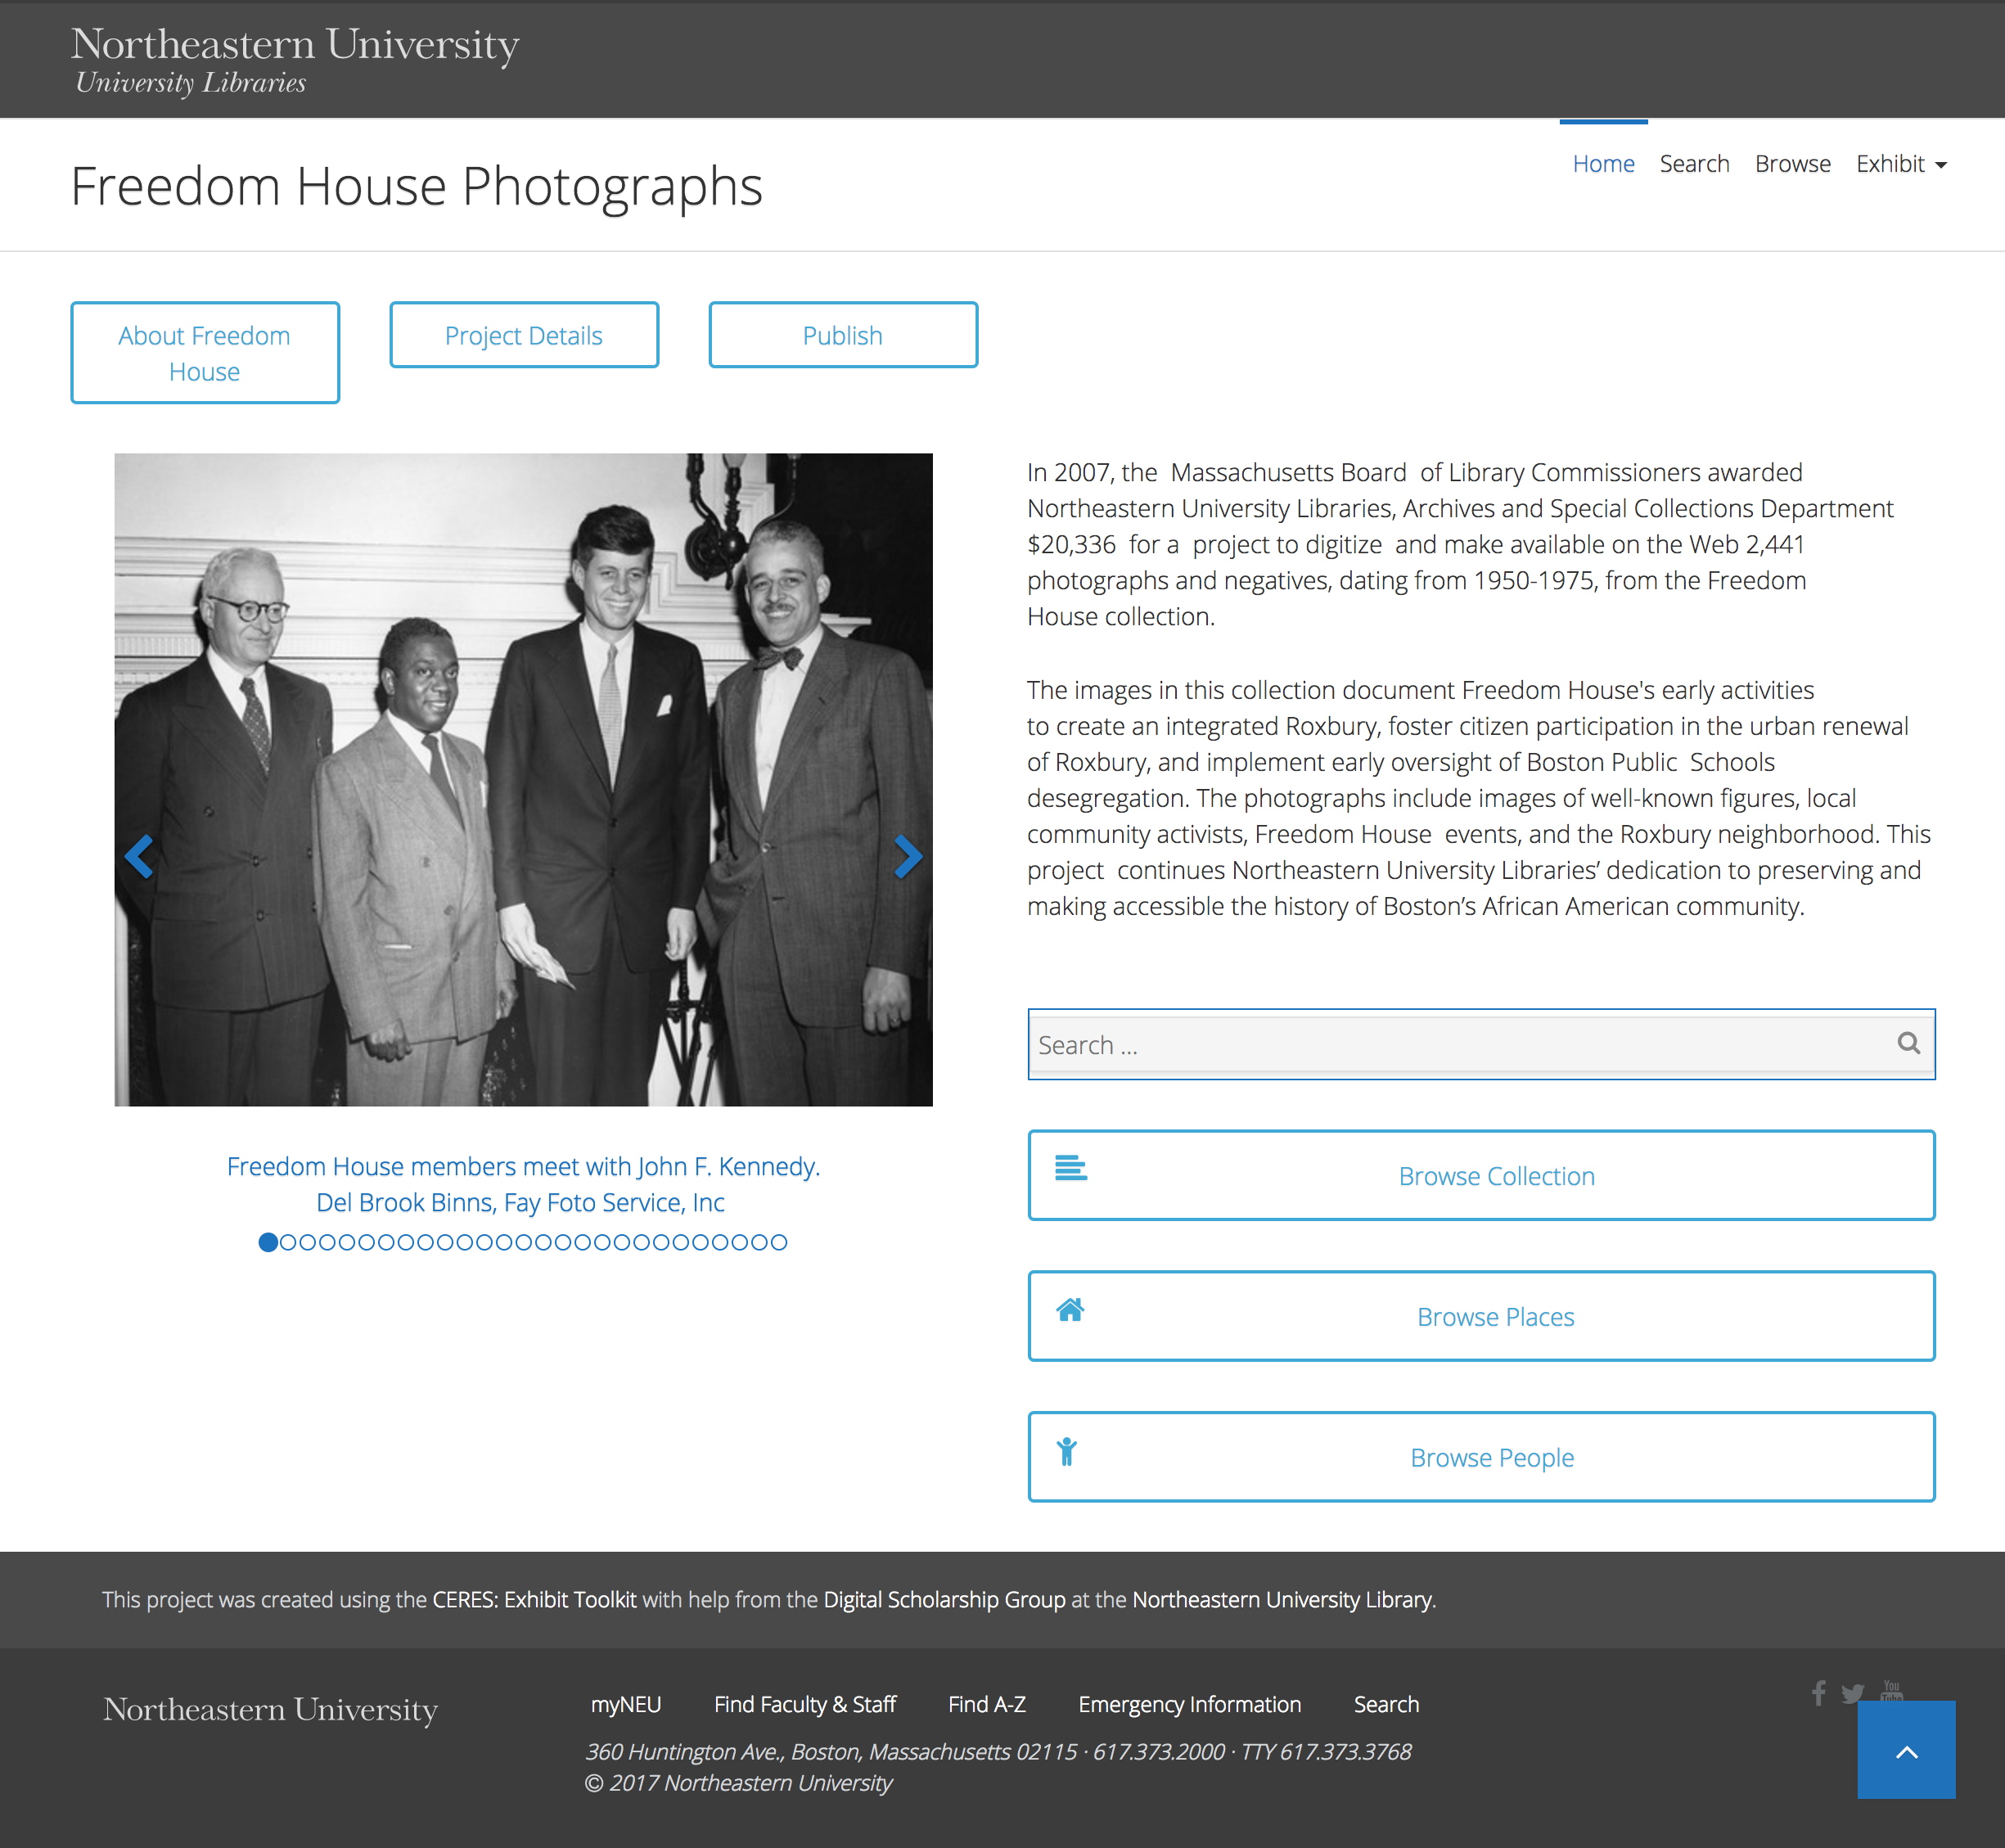 Northeastern University
University Libraries
Freedom House Photographs
Home Search Browse Exhibit
About Freedom
House
Project Details
Publish
In 2007, the Massachusetts Board of Library Commissioners awarded
Northeastern University Libraries, Archives and Special Collections Department
$20,336 for a project to digitize and make available on the Web 2,441
photographs and negatives, dating from 1950-1975, from the Freedom
House collection.
The images in this collection document Freedom House's early activities
to create an integrated Roxbury, foster citizen participation in the urban renewal
of Roxbury, and implement early oversight of Boston Public Schools
desegregation. The photographs include images of well-known figures, local
community activists, Freedom House events, and the Roxbury neighborhood. This
project continues Northeastern University Libraries’ dedication to preserving and
making accessible the history of Boston’s African American community.
Freedom House members meet with John F. Kennedy.
Del Brook Binns, Fay Foto Service, Inc
Search ...
Browse Collection
Browse Places
Browse People
This project was created using the CERES: Exhibit Toolkit with help from the Digital Scholarship Group at the Northeastern University Library.
Northeastern University
myNEU Find Faculty & Staff Find A-Z Emergency Information Search
360 Huntington Ave., Boston, Massachusetts 02115 · 617.373.2000 · TTY 617.373.3768
© 2017 Northeastern University
You